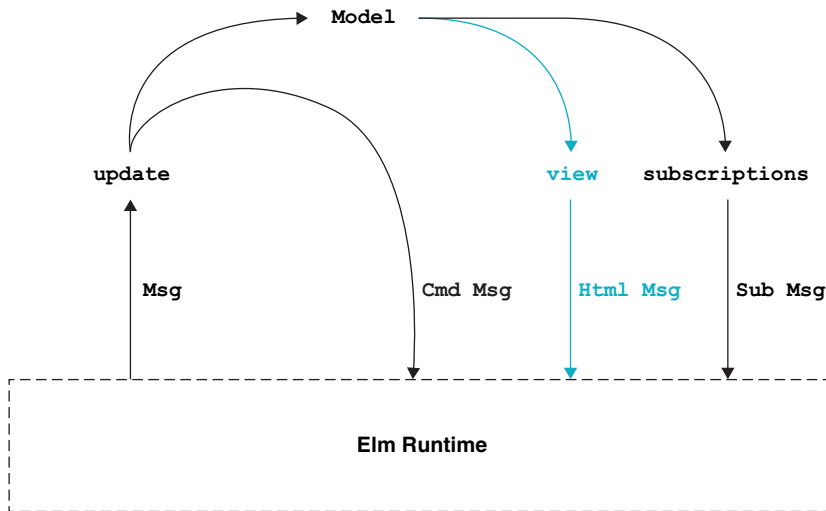 Model
update
view
subscriptions
Msg
Cmd Msg
Html Msg
Sub Msg
Elm Runtime